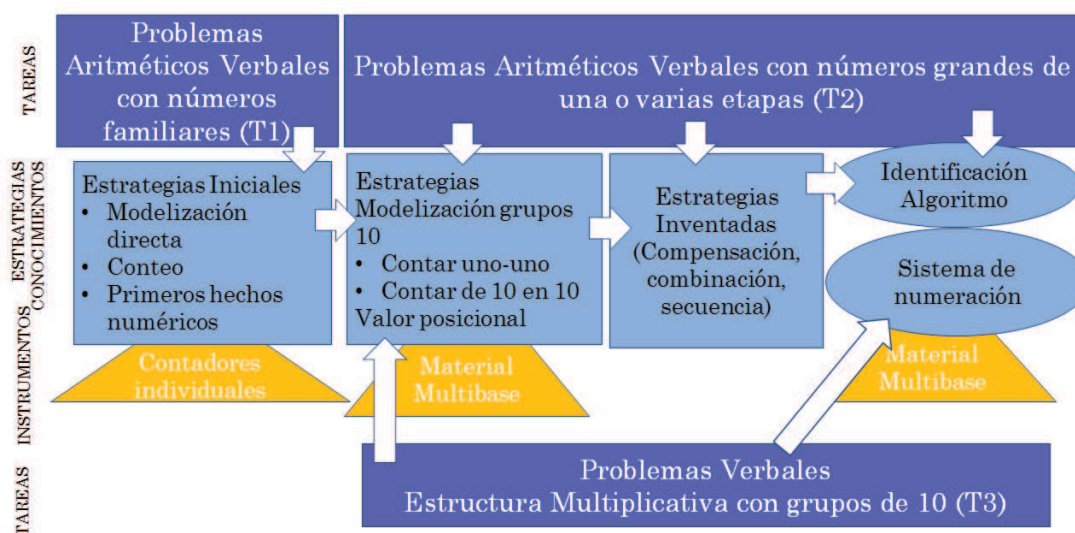 TAREAS
Problemas
Aritméticos Verbales
con números
familiares (T1)
Problemas Aritméticos Verbales con números grandes de
una o varias etapas (T2)
ESTRATEGIAS
CONOCIMIENTOS
Estrategias Iniciales
• Modelización
directa
• Conteo
• Primeros hechos
numéricos
Estrategias
Modelización grupos
10
• Contar uno-uno
• Contar de 10 en 10
Valor posicional
Estrategias
Inventadas
(Compensación,
combinación,
secuencia)
Identificación
Algoritmo
Sistema de
numeración
INSTRUMENTOS
Contadores
individuales
Material
Multibase
Material
Multibase
TAREAS
Problemas Verbales
Estructura Multiplicativa con grupos de 10 (T3)